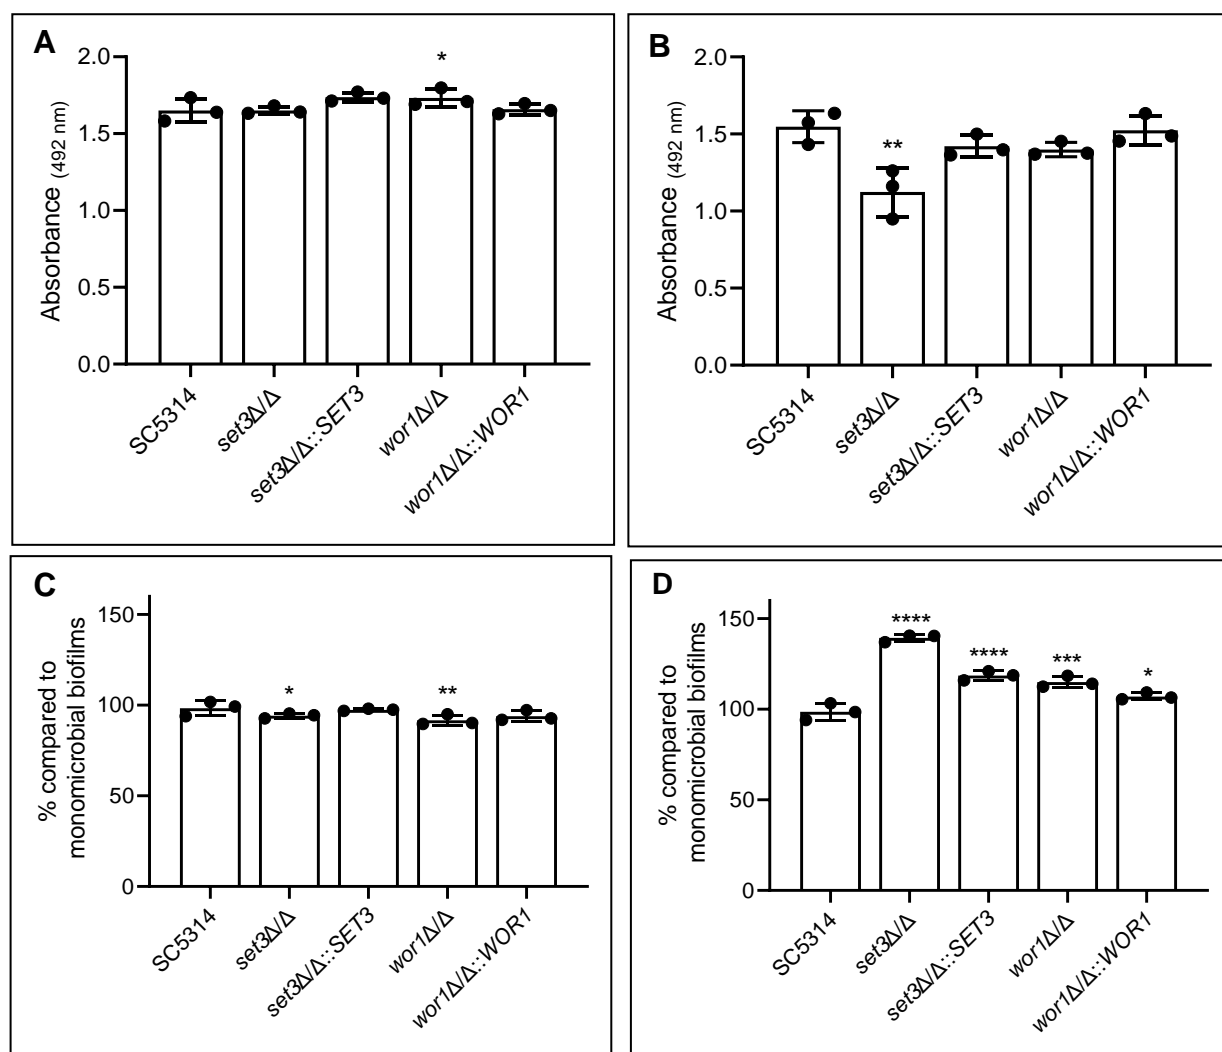 A
Absorbance (492 nm)
2.0
1.5
1.0
0.5
0.0
*
SC5314
set3Δ/Δ
set3Δ/Δ::SET3
wor1Δ/Δ
wor1Δ/Δ::WOR1
B
Absorbance (492 nm)
2.0
1.5
1.0
0.5
0.0
**
SC5314
set3Δ/Δ
set3Δ/Δ::SET3
wor1Δ/Δ
wor1Δ/Δ::WOR1
C
% compared to
monomicrobial biofilms
150
100
50
0
*
**
SC5314
set3Δ/Δ
set3Δ/Δ::SET3
wor1Δ/Δ
wor1Δ/Δ::WOR1
D
% compared to
monomicrobial biofilms
150
100
50
0
****
****
***
*
SC5314
set3Δ/Δ
set3Δ/Δ::SET3
wor1Δ/Δ
wor1Δ/Δ::WOR1